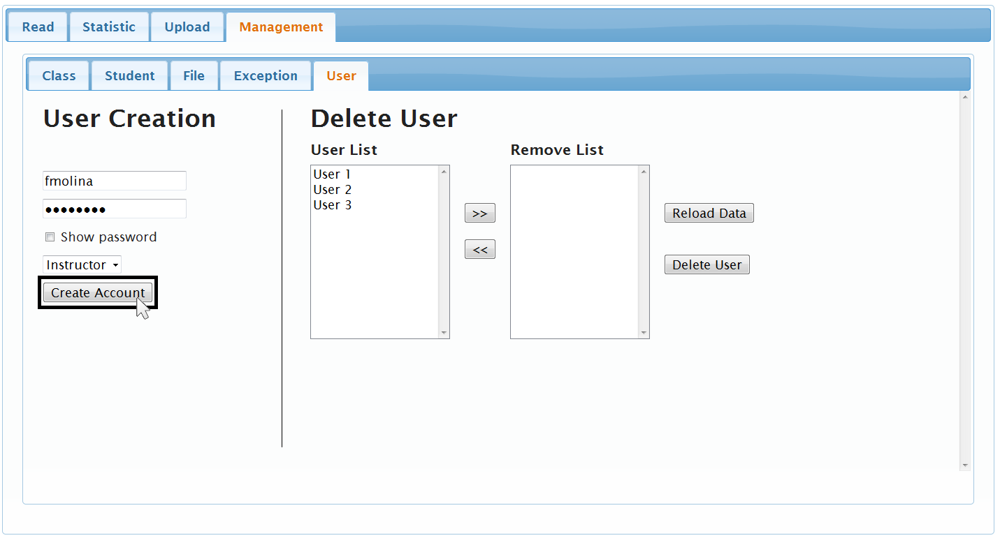 Read Statistic Upload Management
Class Student File Exception User
User Creation
fmolina
••••••••
Show password
Instructor
Create Account
Delete User
User List
User 1
User 2
User 3
>>
<<
Remove List
Reload Data
Delete User